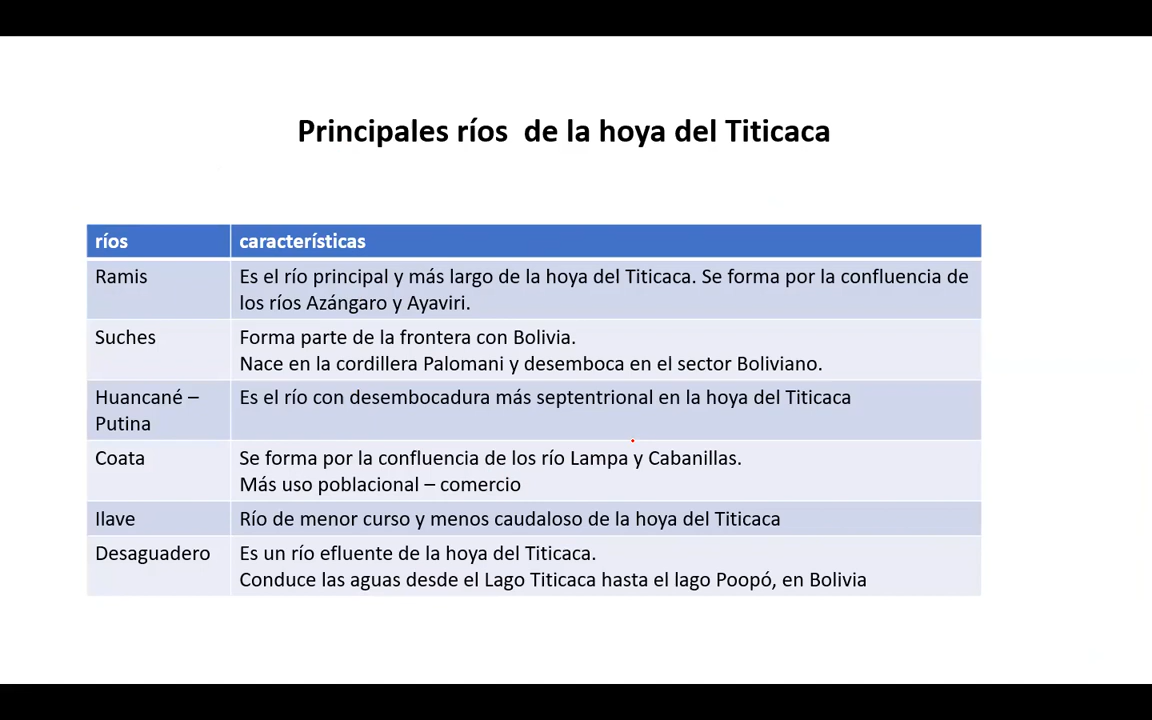 Principales ríos de la hoya del Titicaca
ríos
características
Ramis
Es el río principal y más largo de la hoya del Titicaca. Se forma por la confluencia de
los ríos Azángaro y Ayaviri.
Suches
Forma parte de la frontera con Bolivia.
Nace en la cordillera Palomani y desemboca en el sector Boliviano.
Huancané –
Putina
Es el río con desembocadura más septentrional en la hoya del Titicaca
Coata
Se forma por la confluencia de los río Lampa y Cabanillas.
Más uso poblacional – comercio
Ilave
Río de menor curso y menos caudaloso de la hoya del Titicaca
Desaguadero
Es un río efluente de la hoya del Titicaca.
Conduce las aguas desde el Lago Titicaca hasta el lago Poopó, en Bolivia